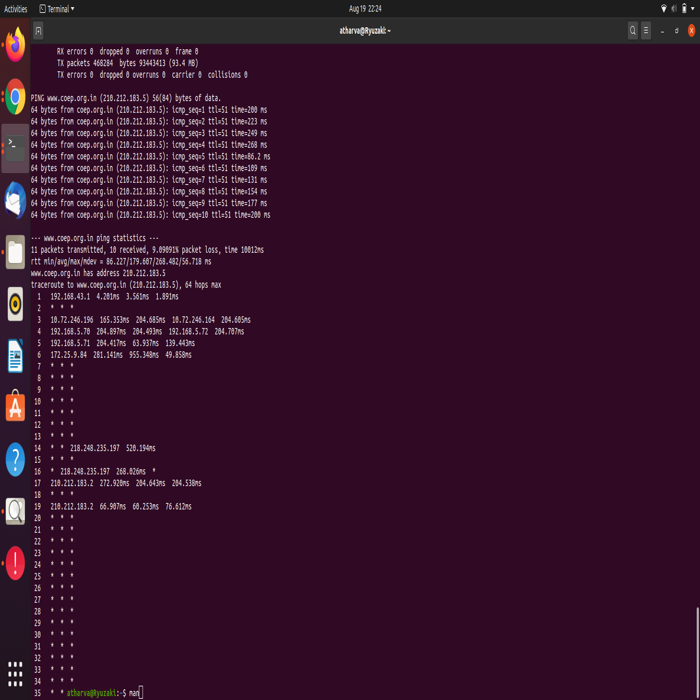 Activities
Terminal
Aug 19 22:24
atharva@Ryuzaki: ~
RX errors 0 dropped 0 overruns 0 frame 0
TX packets 468284 bytes 93443413 (93.4 MB)
TX errors 0 dropped 0 overruns 0 carrier 0 collisions 0
PING www.coep.org.in (210.212.183.5) 56(84) bytes of data.
64 bytes from coep.org.in (210.212.183.5): icmp_seq=1 ttl=51 time=200 ms
64 bytes from coep.org.in (210.212.183.5): icmp_seq=2 ttl=51 time=223 ms
64 bytes from coep.org.in (210.212.183.5): icmp_seq=3 ttl=51 time=249 ms
64 bytes from coep.org.in (210.212.183.5): icmp_seq=4 ttl=51 time=268 ms
64 bytes from coep.org.in (210.212.183.5): icmp_seq=5 ttl=51 time=86.2 ms
64 bytes from coep.org.in (210.212.183.5): icmp_seq=6 ttl=51 time=109 ms
64 bytes from coep.org.in (210.212.183.5): icmp_seq=7 ttl=51 time=131 ms
64 bytes from coep.org.in (210.212.183.5): icmp_seq=8 ttl=51 time=154 ms
64 bytes from coep.org.in (210.212.183.5): icmp_seq=9 ttl=51 time=177 ms
64 bytes from coep.org.in (210.212.183.5): icmp_seq=10 ttl=51 time=200 ms
--- www.coep.org.in ping statistics ---
11 packets transmitted, 10 received, 9.09091% packet loss, time 10012ms
rtt min/avg/max/mdev = 86.227/179.607/268.482/56.718 ms
www.coep.org.in has address 210.212.183.5
traceroute to www.coep.org.in (210.212.183.5), 64 hops max
1 192.168.43.1 4.201ms 3.561ms 1.891ms
2 * * *
3 10.72.246.196 165.353ms 204.685ms 10.72.246.164 204.605ms
4 192.168.5.70 204.897ms 204.493ms 192.168.5.72 204.707ms
5 192.168.5.71 204.417ms 63.937ms 139.443ms
6 172.25.9.84 281.141ms 955.348ms 49.858ms
7 * * *
8 * * *
9 * * *
10 * * *
11 * * *
12 * * *
13 * * *
14 * * 218.248.235.197 520.194ms
15 * * *
16 * 218.248.235.197 268.026ms *
17 210.212.183.2 272.920ms 204.643ms 204.538ms
18 * * *
19 210.212.183.2 66.907ms 60.253ms 76.612ms
20 * * *
21 * * *
22 * * *
23 * * *
24 * * *
25 * * *
26 * * *
27 * * *
28 * * *
29 * * *
30 * * *
31 * * *
32 * * *
33 * * *
34 * * *
35 * * atharva@Ryuzaki:~$ man